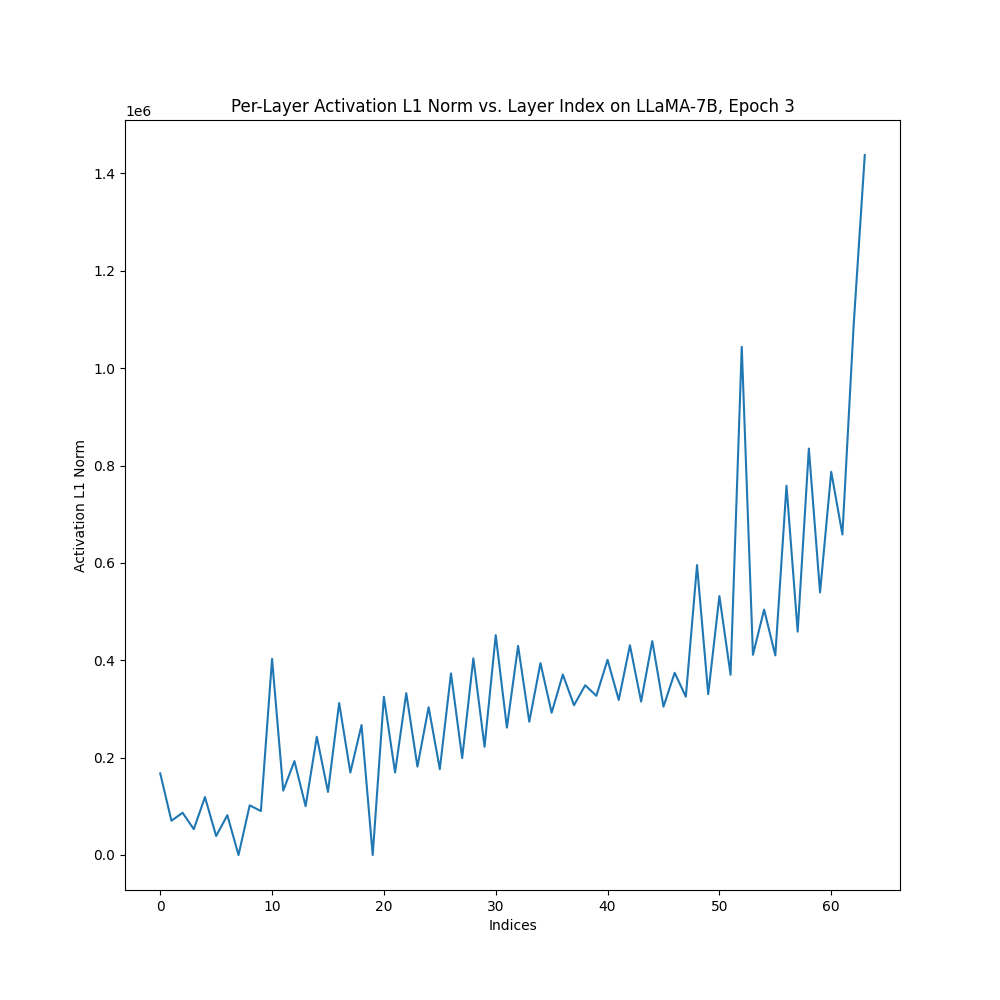 Per-Layer Activation L1 Norm vs. Layer Index on LLaMA-7B, Epoch 3
1e6
1.4
1.2
1.0
0.8
0.6
0.4
0.2
0.0
Activation L1 Norm
0 10 20 30 40 50 60
Indices